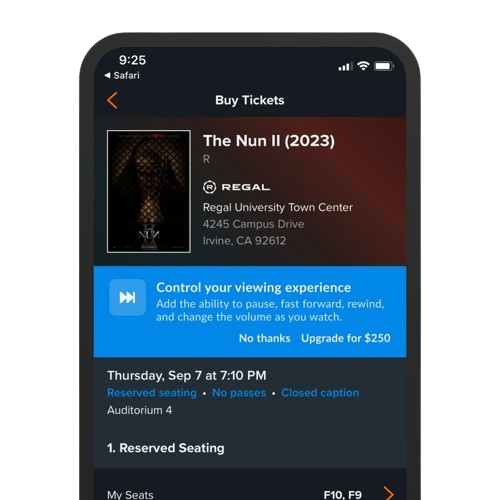 9:25
◀ Safari
Buy Tickets
The Nun II (2023)
R
REGAL
Regal University Town Center
4245 Campus Drive
Irvine, CA 92612
THE
NUN
II
Control your viewing experience
Add the ability to pause, fast forward, rewind,
and change the volume as you watch.
No thanks Upgrade for $250
Thursday, Sep 7 at 7:10 PM
Reserved seating • No passes • Closed caption
Auditorium 4
1. Reserved Seating
My Seats F10, F9